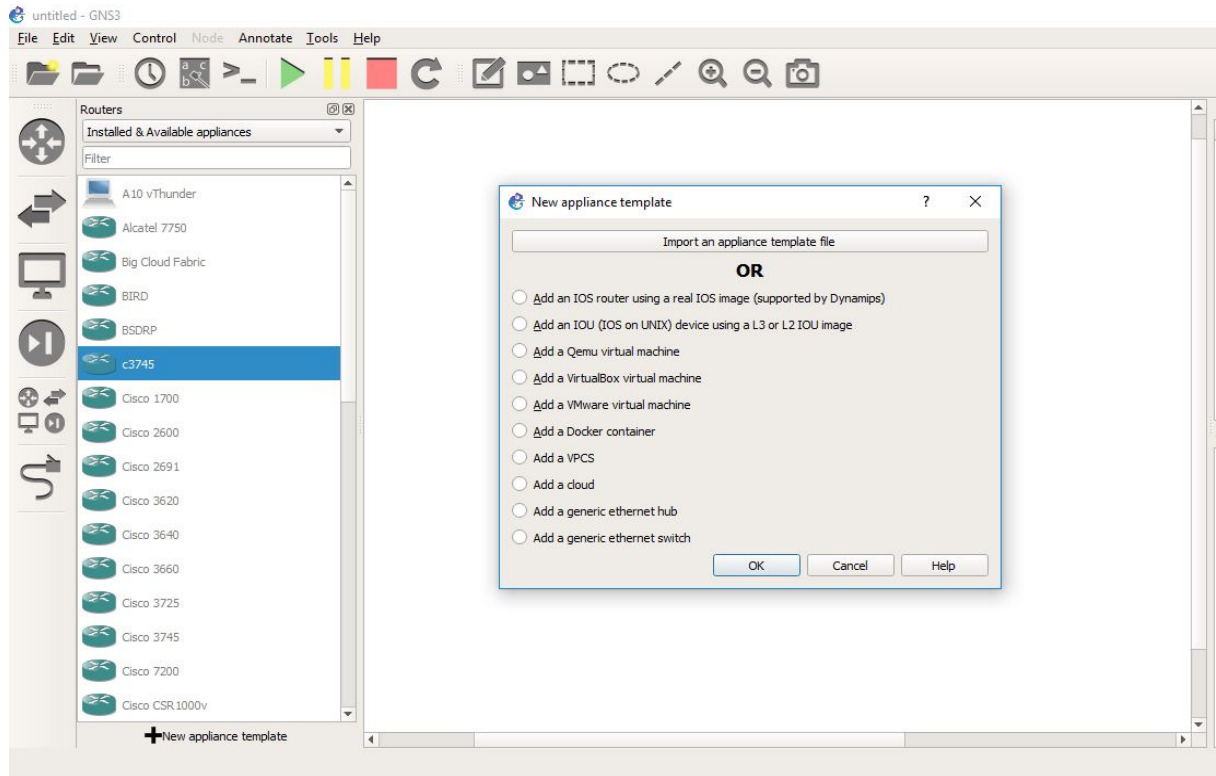 untitled - GNS3
File Edit View Control Node Annotate Tools Help
Routers
Installed & Available appliances
Filter
A10 vThunder
Alcatel 7750
Big Cloud Fabric
BIRD
BSDRP
c3745
Cisco 1700
Cisco 2600
Cisco 2691
Cisco 3620
Cisco 3640
Cisco 3660
Cisco 3725
Cisco 3745
Cisco 7200
Cisco CSR1000v
New appliance template
New appliance template
Import an appliance template file
OR
Add an IOS router using a real IOS image (supported by Dynamips)
Add an IOU (IOS on UNIX) device using a L3 or L2 IOU image
Add a Qemu virtual machine
Add a VirtualBox virtual machine
Add a VMware virtual machine
Add a Docker container
Add a VPCS
Add a cloud
Add a generic ethernet hub
Add a generic ethernet switch
OK Cancel Help